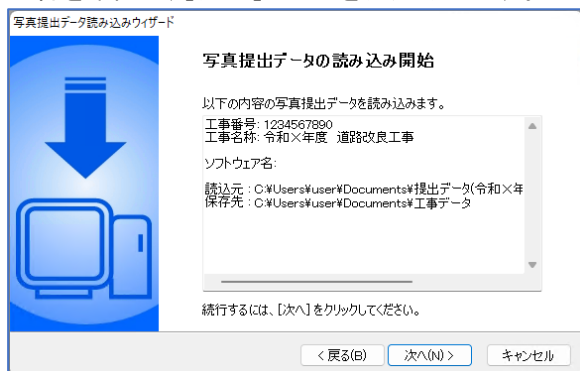 写真提出データ読み込みウィザード
写真提出データの読み込み開始
以下の内容の写真提出データを読み込みます。
工事番号: 1234567890
工事名称: 令和×年度　道路改良工事
ソフトウェア名:
読込元 : C:¥Users¥user¥Documents¥提出データ(令和×年
保存先 : C:¥Users¥user¥Documents¥工事データ
続行するには、[次へ] をクリックしてください。
< 戻る(B)　次へ(N) >　キャンセル